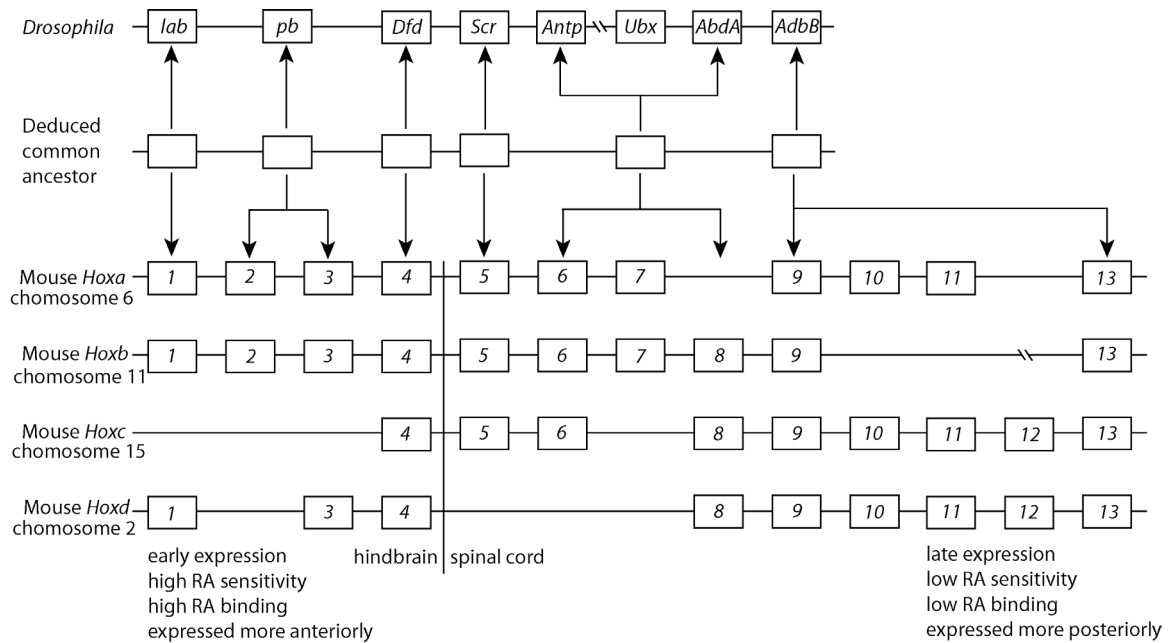 Drosophila lab pb Dfd Scr Antp Ubx AbdA AdbB
Deduced
common
ancestor
Mouse Hoxa 1 2 3 4 5 6 7 9 10 11 13
chomosome 6
Mouse Hoxb 1 2 3 4 5 6 7 8 9 13
chomosome 11
Mouse Hoxc 4 5 6 8 9 10 11 12 13
chomosome 15
Mouse Hoxd 1 3 4 8 9 10 11 12 13
chomosome 2
early expression hindbrain spinal cord late expression
high RA sensitivity low RA sensitivity
high RA binding low RA binding
expressed more anteriorly expressed more posteriorly